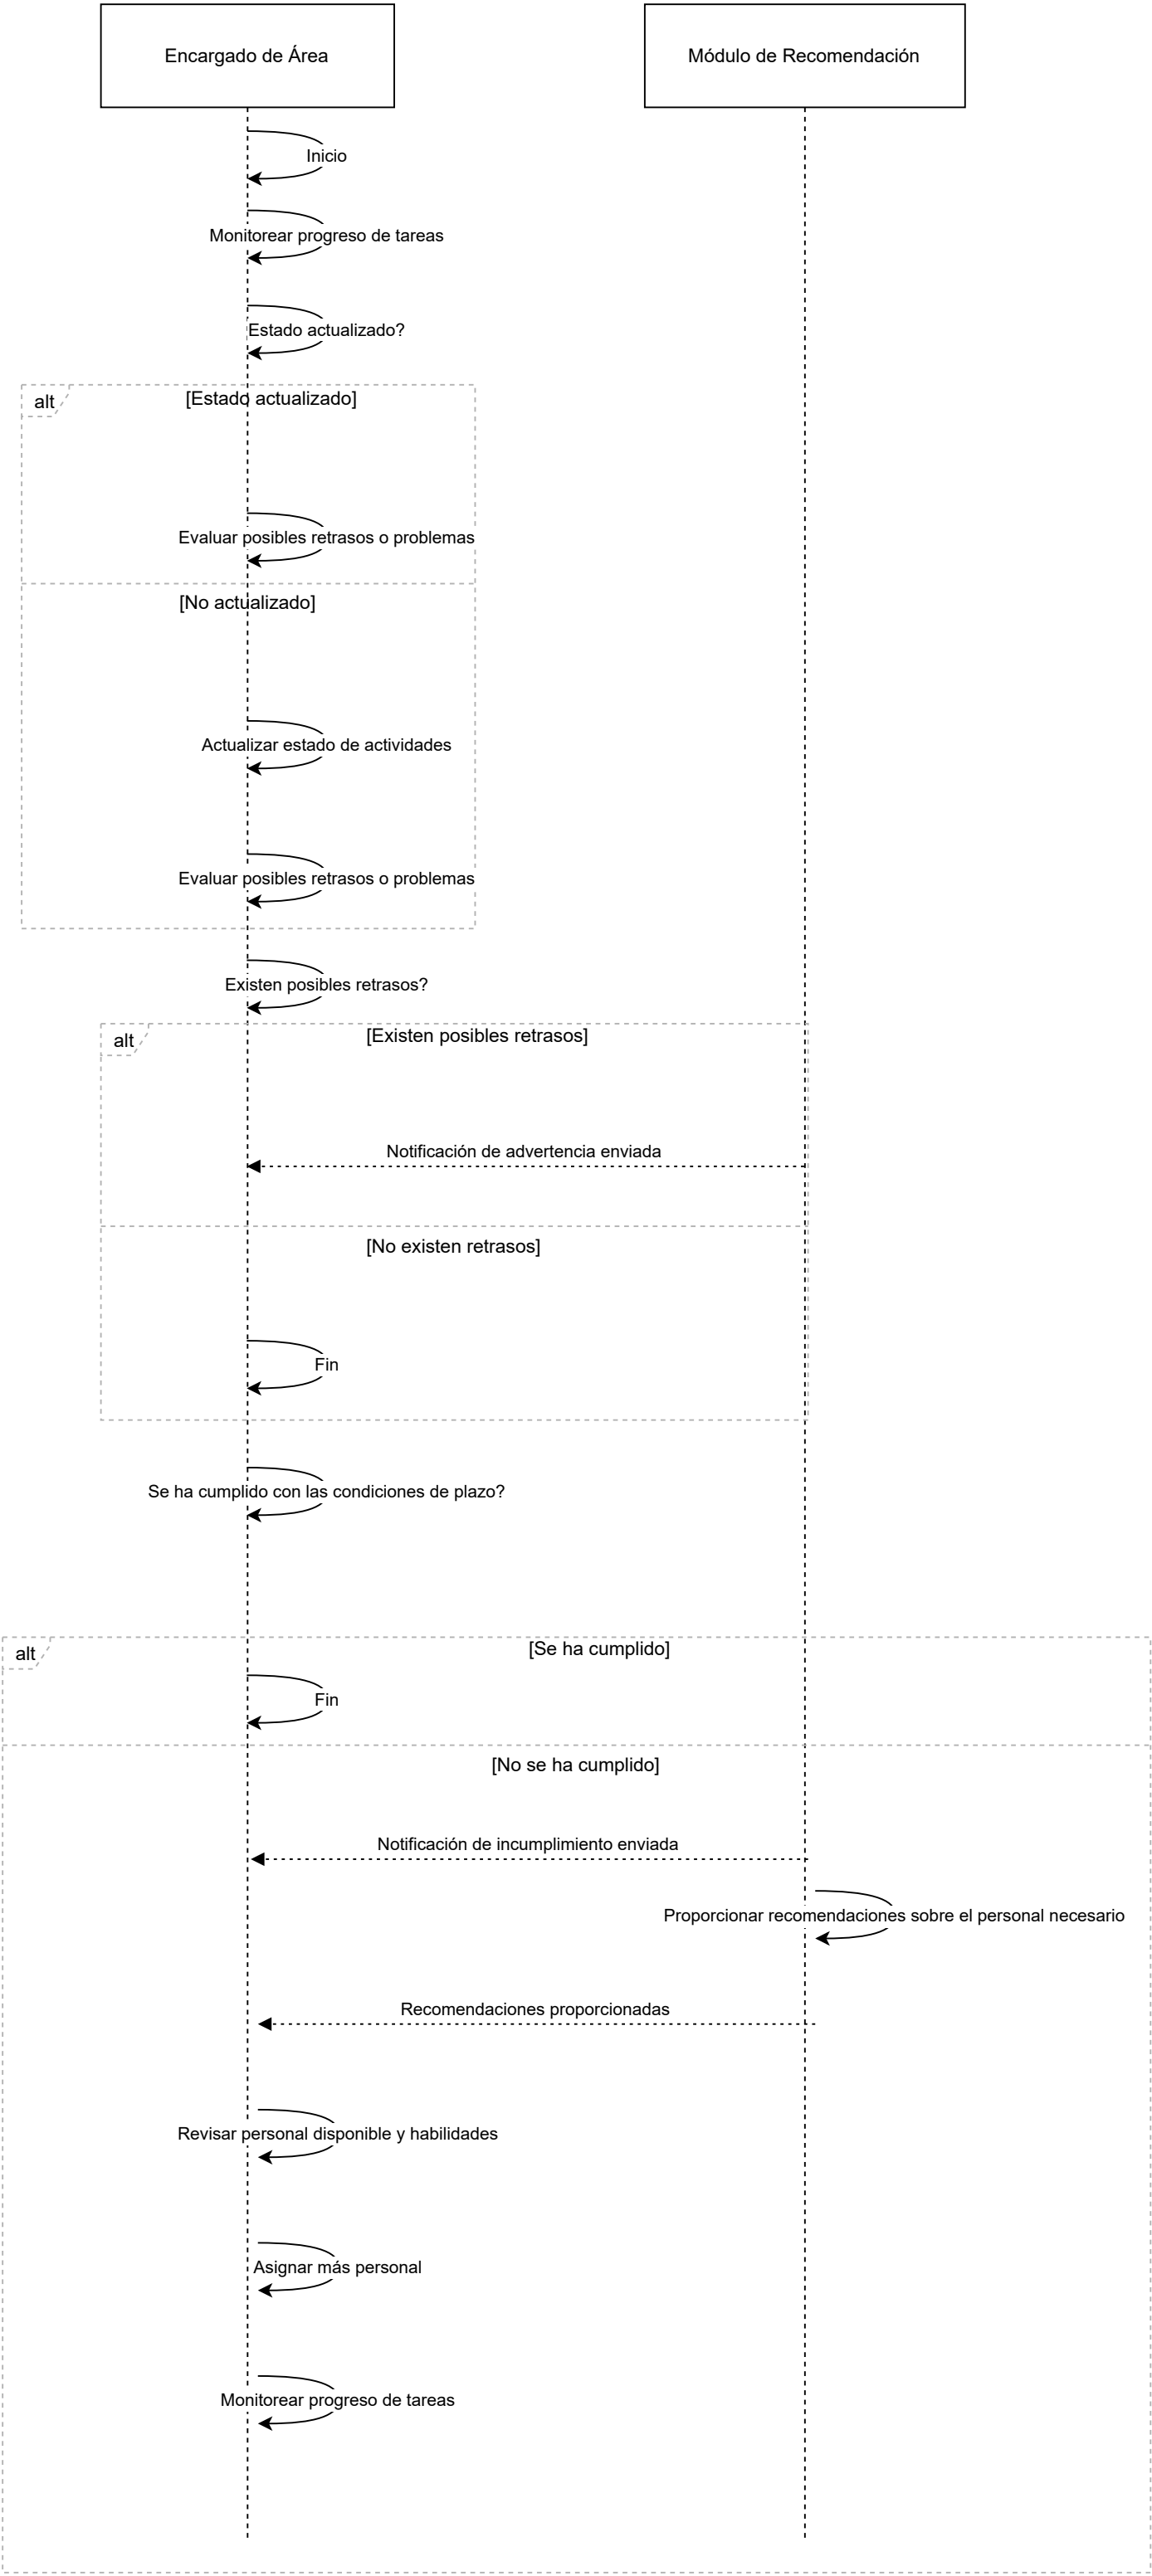 Encargado de Área
Módulo de Recomendación
Inicio
Monitorear progreso de tareas
Estado actualizado?
alt
[Estado actualizado]
Evaluar posibles retrasos o problemas
[No actualizado]
Actualizar estado de actividades
Evaluar posibles retrasos o problemas
Existen posibles retrasos?
alt
[Existen posibles retrasos]
Notificación de advertencia enviada
[No existen retrasos]
Fin
Se ha cumplido con las condiciones de plazo?
alt
[Se ha cumplido]
Fin
[No se ha cumplido]
Notificación de incumplimiento enviada
Proporcionar recomendaciones sobre el personal necesario
Recomendaciones proporcionadas
Revisar personal disponible y habilidades
Asignar más personal
Monitorear progreso de tareas